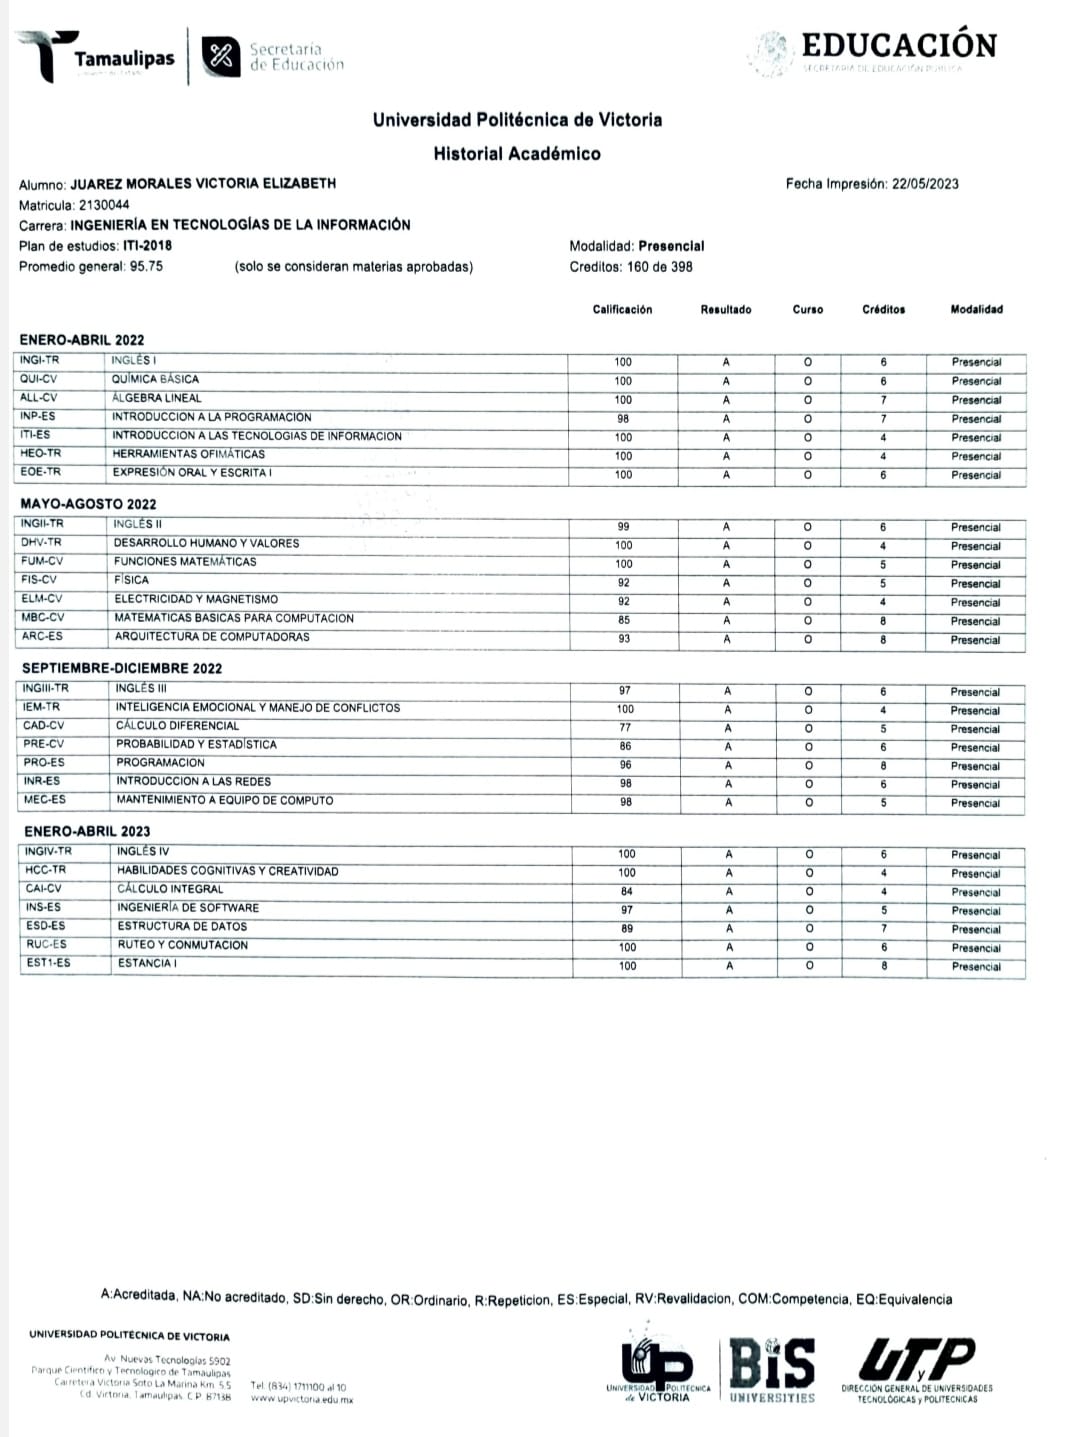 Tamaulipas
Secretaría
de Educación
EDUCACIÓN
SECRETARÍA DE EDUCACIÓN PÚBLICA
Universidad Politécnica de Victoria
Historial Académico
Alumno: JUAREZ MORALES VICTORIA ELIZABETH Fecha Impresión: 22/05/2023
Matricula: 2130044
Carrera: INGENIERÍA EN TECNOLOGÍAS DE LA INFORMACIÓN
Plan de estudios: ITI-2018 Modalidad: Presencial
Promedio general: 95.75 (solo se consideran materias aprobadas) Creditos: 160 de 398
Calificación Resultado Curso Créditos Modalidad
ENERO-ABRIL 2022
INGI-TR INGLÉS I 100 A O 6 Presencial
QUI-CV QUÍMICA BÁSICA 100 A O 6 Presencial
ALL-CV ÁLGEBRA LINEAL 100 A O 7 Presencial
INP-ES INTRODUCCION A LA PROGRAMACION 98 A O 7 Presencial
ITI-ES INTRODUCCION A LAS TECNOLOGIAS DE INFORMACION 100 A O 4 Presencial
HEO-TR HERRAMIENTAS OFIMÁTICAS 100 A O 4 Presencial
EOE-TR EXPRESIÓN ORAL Y ESCRITA I 100 A O 6 Presencial
MAYO-AGOSTO 2022
INGII-TR INGLÉS II 99 A O 6 Presencial
DHV-TR DESARROLLO HUMANO Y VALORES 100 A O 4 Presencial
FUM-CV FUNCIONES MATEMÁTICAS 100 A O 5 Presencial
FIS-CV FÍSICA 92 A O 5 Presencial
ELM-CV ELECTRICIDAD Y MAGNETISMO 92 A O 4 Presencial
MBC-CV MATEMATICAS BASICAS PARA COMPUTACION 85 A O 8 Presencial
ARC-ES ARQUITECTURA DE COMPUTADORAS 93 A O 8 Presencial
SEPTIEMBRE-DICIEMBRE 2022
INGIII-TR INGLÉS III 97 A O 6 Presencial
IEM-TR INTELIGENCIA EMOCIONAL Y MANEJO DE CONFLICTOS 100 A O 4 Presencial
CAD-CV CÁLCULO DIFERENCIAL 77 A O 5 Presencial
PRE-CV PROBABILIDAD Y ESTADÍSTICA 86 A O 6 Presencial
PRO-ES PROGRAMACION 96 A O 8 Presencial
INR-ES INTRODUCCION A LAS REDES 98 A O 6 Presencial
MEC-ES MANTENIMIENTO A EQUIPO DE COMPUTO 98 A O 5 Presencial
ENERO-ABRIL 2023
INGIV-TR INGLÉS IV 100 A O 6 Presencial
HCC-TR HABILIDADES COGNITIVAS Y CREATIVIDAD 100 A O 4 Presencial
CAI-CV CÁLCULO INTEGRAL 84 A O 4 Presencial
INS-ES INGENIERÍA DE SOFTWARE 97 A O 5 Presencial
ESD-ES ESTRUCTURA DE DATOS 89 A O 7 Presencial
RUC-ES RUTEO Y CONMUTACION 100 A O 6 Presencial
EST1-ES ESTANCIA I 100 A O 8 Presencial
A:Acreditada, NA:No acreditado, SD:Sin derecho, OR:Ordinario, R:Repeticion, ES:Especial, RV:Revalidacion, COM:Competencia, EQ:Equivalencia
UNIVERSIDAD POLITECNICA DE VICTORIA
Av. Nuevas Tecnologías 5902
Parque Científico y Tecnológico de Tamaulipas
Carretera Victoria Soto La Marina Km. 5.5
Cd. Victoria, Tamaulipas. C.P. 87138
Tel. (834) 1711100 al 10
www.upvictoria.edu.mx
Up
UNIVERSIDAD POLITECNICA
de VICTORIA
BiS
UNIVERSITIES
UTyP
DIRECCIÓN GENERAL DE UNIVERSIDADES
TECNOLÓGICAS y POLITÉCNICAS